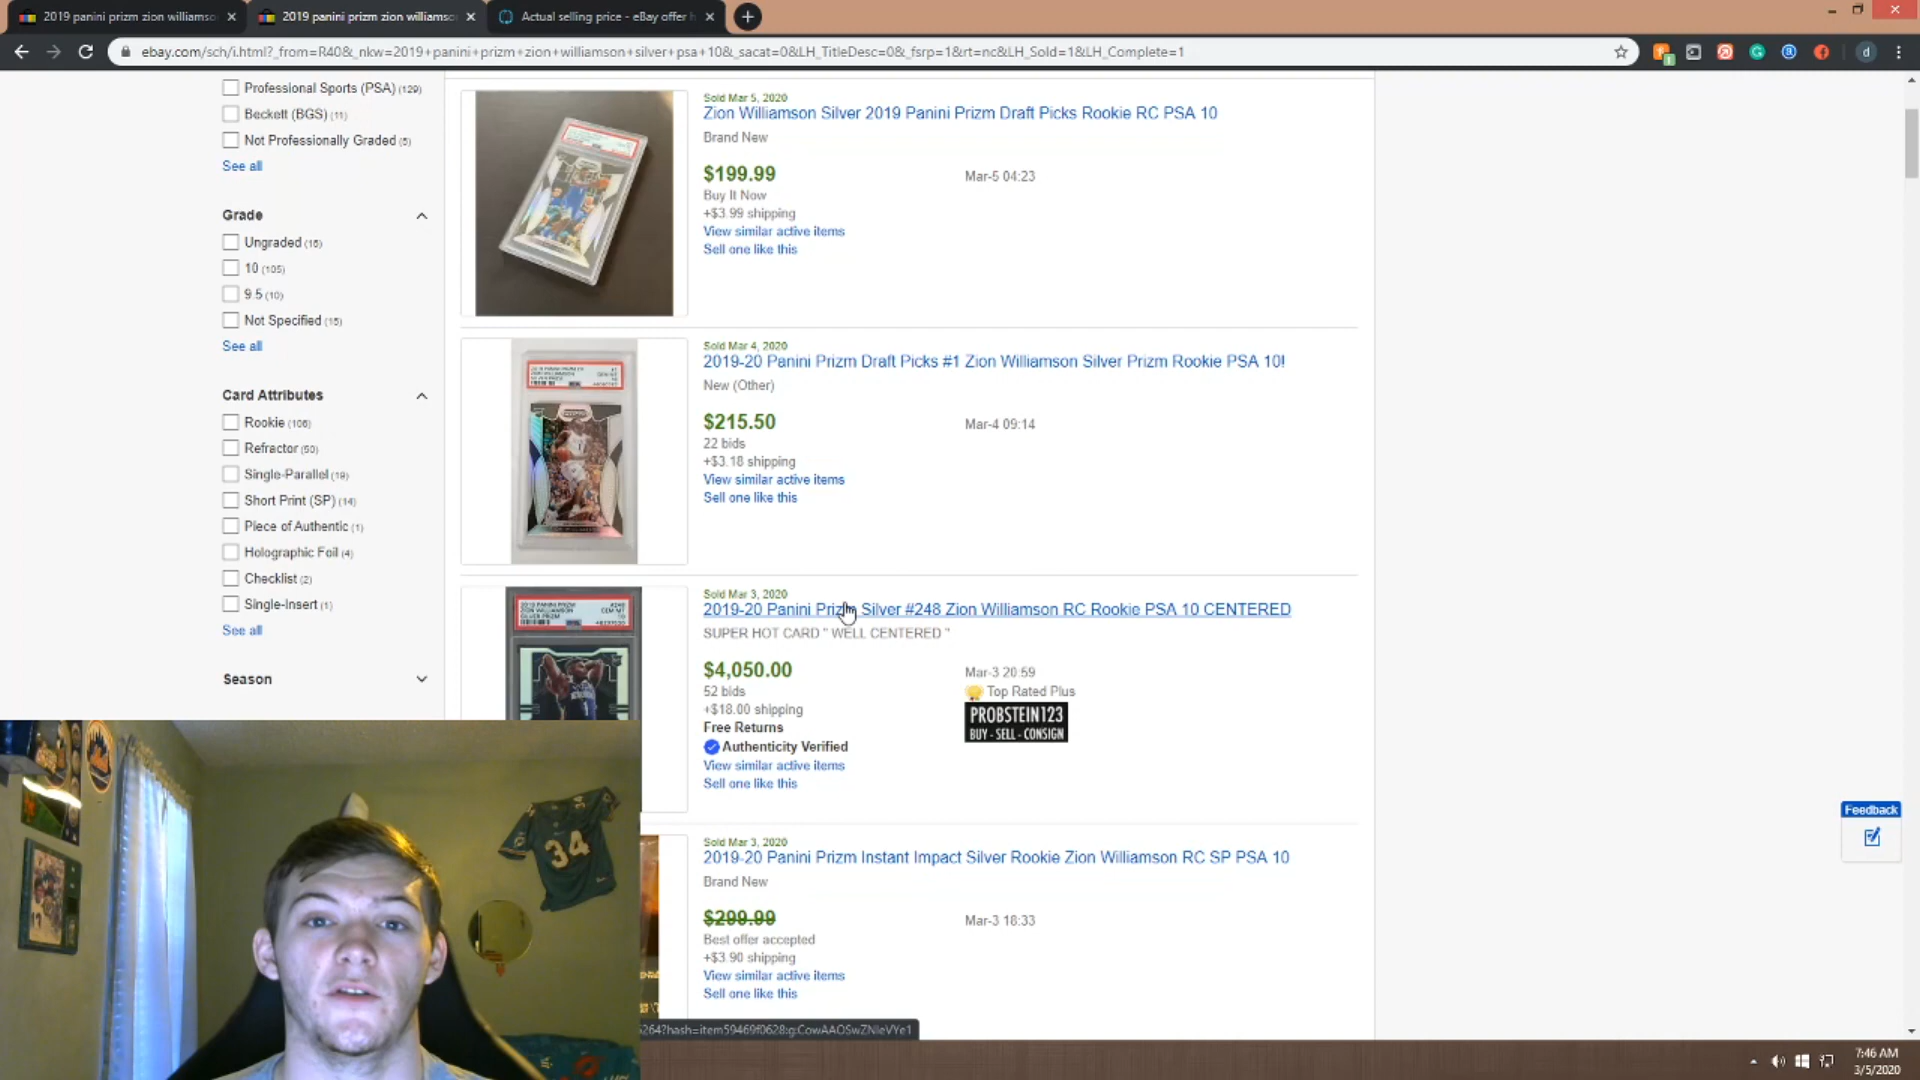 2019 panini prizm zion williamso
2019 panini prizm zion williamso
Actual selling price - eBay offer h
ebay.com/sch/i.html?_from=R40&_nkw=2019+panini+prizm+zion+williamson+silver+psa+10&_sacat=0&LH_TitleDesc=0&_fsrp=1&rt=nc&LH_Sold=1&LH_Complete=1
Professional Sports (PSA) (129)
Beckett (BGS) (11)
Not Professionally Graded (5)
See all
Grade
Ungraded (16)
10 (105)
9.5 (10)
Not Specified (15)
See all
Card Attributes
Rookie (106)
Refractor (50)
Single-Parallel (19)
Short Print (SP) (14)
Piece of Authentic (1)
Holographic Foil (4)
Checklist (2)
Single-Insert (1)
See all
Season
Sold Mar 5, 2020
Zion Williamson Silver 2019 Panini Prizm Draft Picks Rookie RC PSA 10
Brand New
$199.99
Mar-5 04:23
Buy It Now
+$3.99 shipping
View similar active items
Sell one like this
Sold Mar 4, 2020
2019-20 Panini Prizm Draft Picks #1 Zion Williamson Silver Prizm Rookie PSA 10!
New (Other)
$215.50
Mar-4 09:14
22 bids
+$3.18 shipping
View similar active items
Sell one like this
Sold Mar 3, 2020
2019-20 Panini Prizm Silver #248 Zion Williamson RC Rookie PSA 10 CENTERED
SUPER HOT CARD " WELL CENTERED "
$4,050.00
Mar-3 20:59
52 bids
Top Rated Plus
+$18.00 shipping
PROBSTEIN123
BUY - SELL - CONSIGN
Free Returns
Authenticity Verified
View similar active items
Sell one like this
Sold Mar 3, 2020
2019-20 Panini Prizm Instant Impact Silver Rookie Zion Williamson RC SP PSA 10
Brand New
$299.99
Mar-3 18:33
Best offer accepted
+$3.90 shipping
View similar active items
Sell one like this
Feedback
34
5264?hash=item59469f0628:g:CowAAOSwZNIeVYe1
7:46 AM
3/5/2020